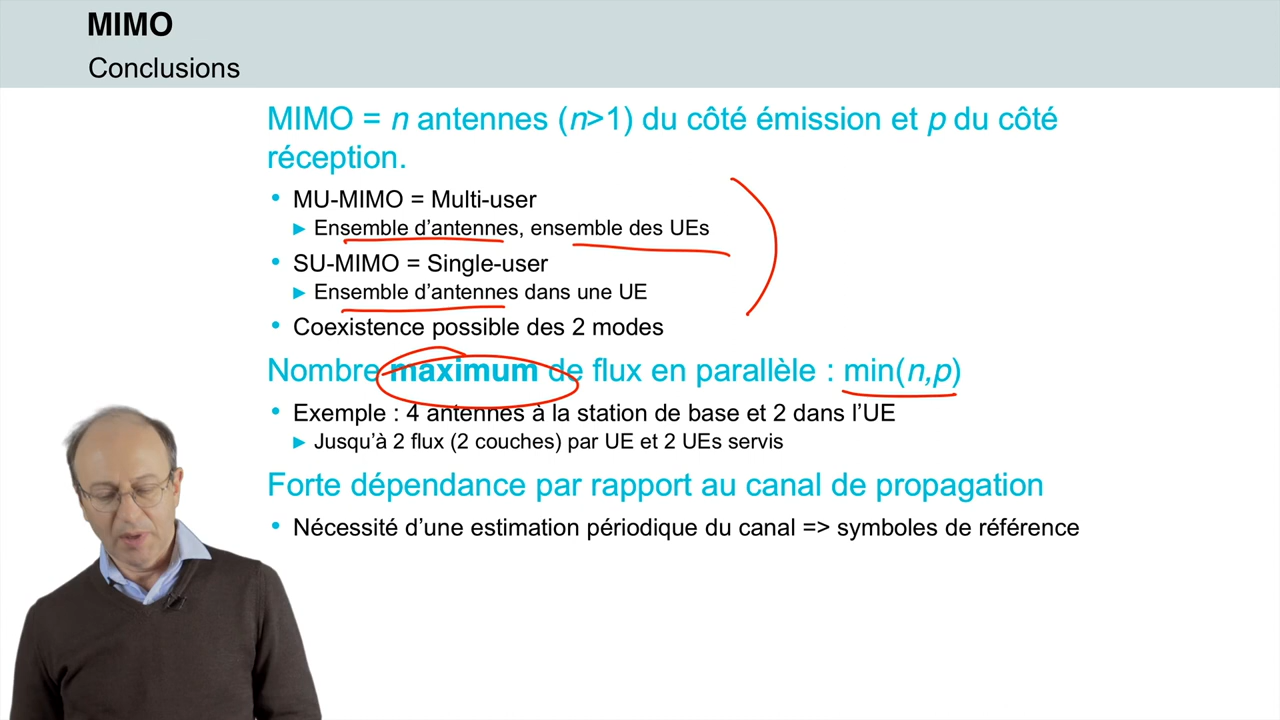 MIMO
Conclusions
MIMO = n antennes (n>1) du côté émission et p du côté
réception.
• MU-MIMO = Multi-user
► Ensemble d’antennes, ensemble des UEs
• SU-MIMO = Single-user
► Ensemble d’antennes dans une UE
• Coexistence possible des 2 modes
Nombre maximum de flux en parallèle : min(n,p)
• Exemple : 4 antennes à la station de base et 2 dans l’UE
► Jusqu’à 2 flux (2 couches) par UE et 2 UEs servis
Forte dépendance par rapport au canal de propagation
• Nécessité d’une estimation périodique du canal => symboles de référence